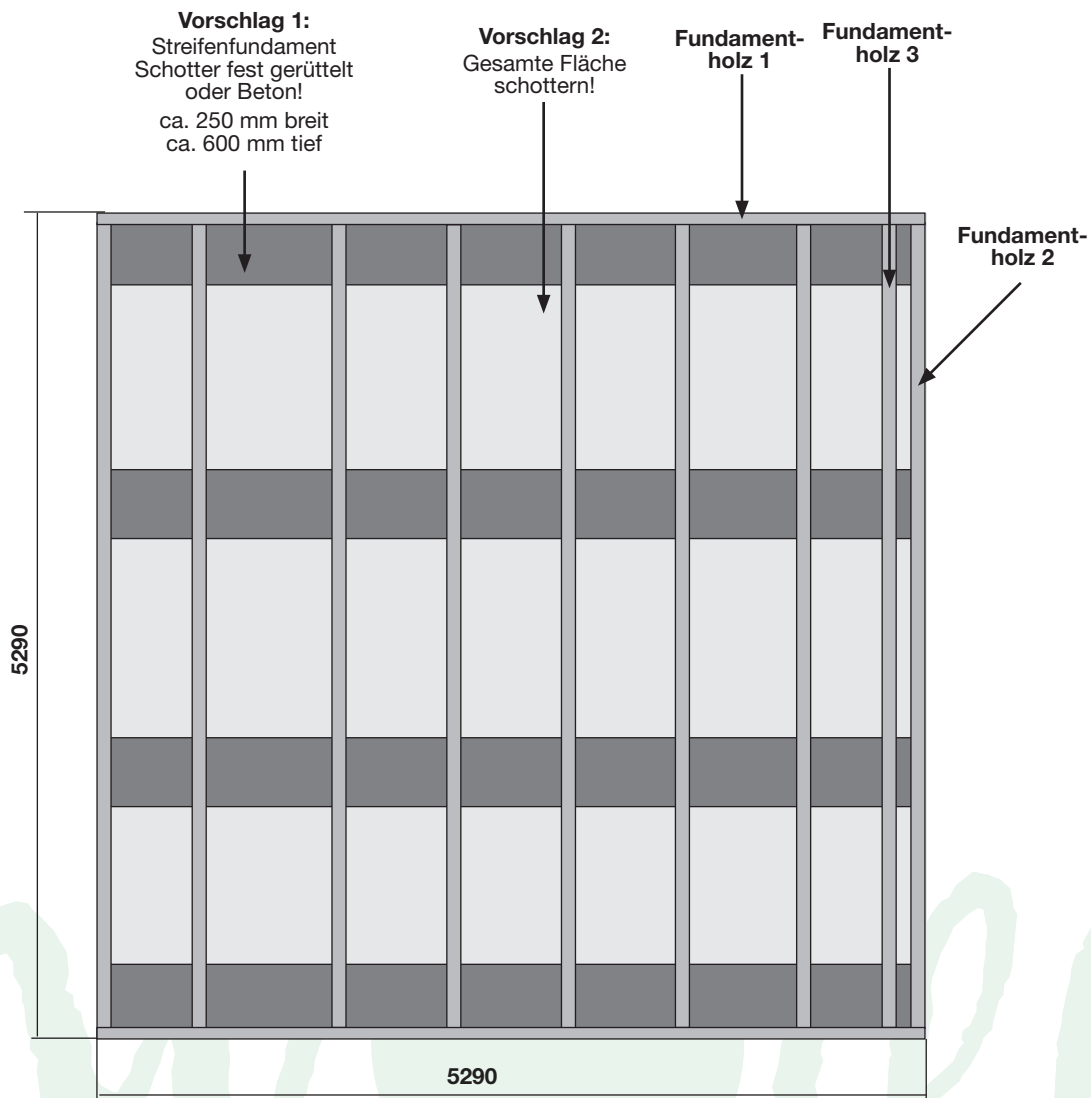 Vorschlag 1:
Streifenfundament
Schotter fest gerüttelt
oder Beton!
ca. 250 mm breit
ca. 600 mm tief
Vorschlag 2:
Gesamte Fläche
schottern!
Fundament-
holz 1
Fundament-
holz 3
Fundament-
holz 2
5290
5290